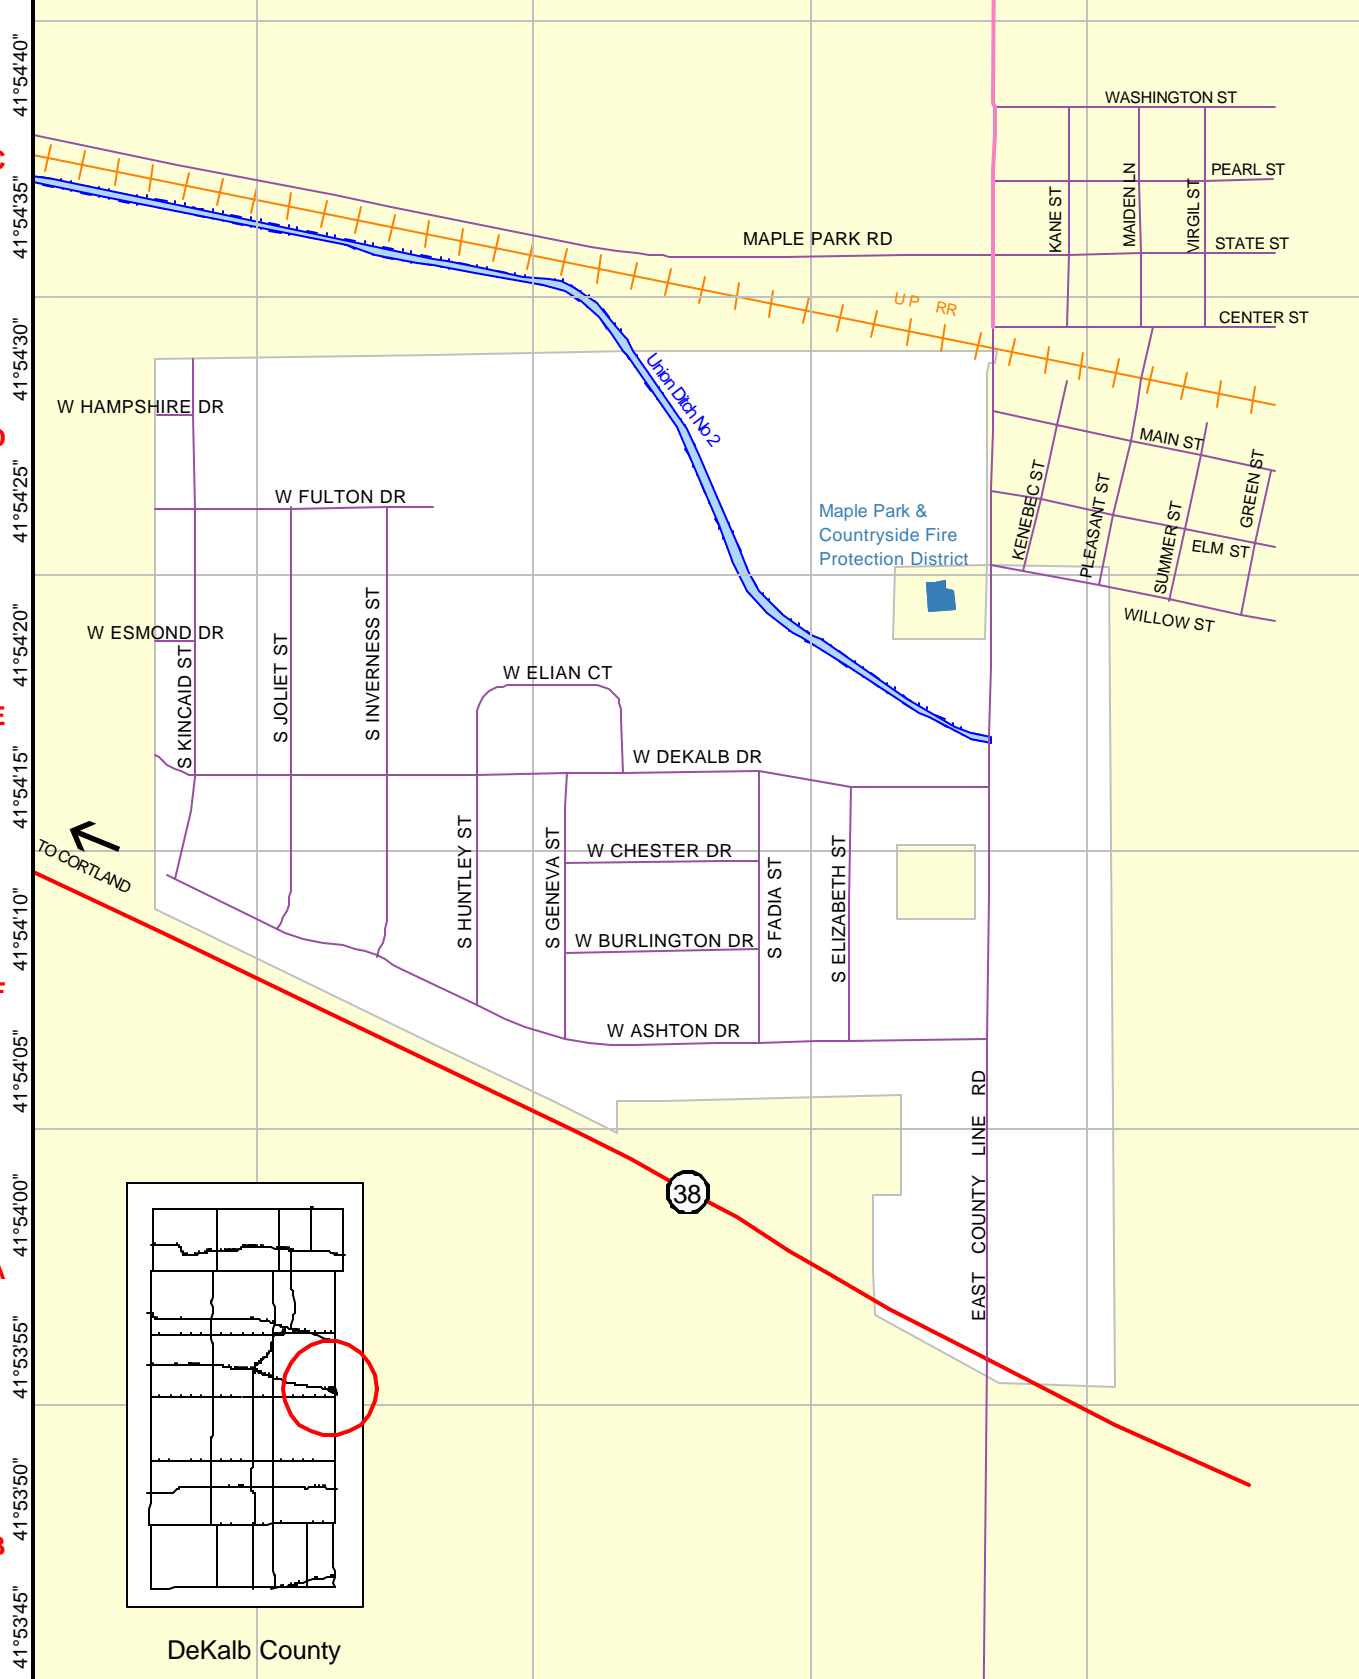 41°54'40"
WASHINGTON ST
C
PEARL ST
41°54'35"
KANE ST
MAIDEN LN
VIRGIL ST
MAPLE PARK RD
STATE ST
UP RR
CENTER ST
41°54'30"
Union Ditch No 2
W HAMPSHIRE DR
D
MAIN ST
41°54'25"
W FULTON DR
KENEBEC ST
PLEASANT ST
SUMMER ST
GREEN ST
Maple Park &
Countryside Fire
Protection District
ELM ST
WILLOW ST
41°54'20"
W ESMOND DR
S KINCAID ST
S JOLIET ST
S INVERNESS ST
W ELIAN CT
E
W DEKALB DR
41°54'15"
TO CORTLAND
S HUNTLEY ST
S GENEVA ST
W CHESTER DR
S FADIA ST
S ELIZABETH ST
41°54'10"
W BURLINGTON DR
F
W ASHTON DR
41°54'05"
EAST COUNTY LINE RD
38
41°54'00"
A
41°53'55"
41°53'50"
B
41°53'45"
DeKalb County